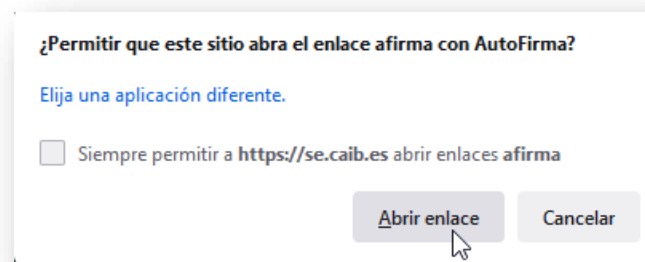 ¿Permitir que este sitio abra el enlace afirma con AutoFirma?
Elija una aplicación diferente.
Siempre permitir a https://se.caib.es abrir enlaces afirma
Abrir enlace
Cancelar